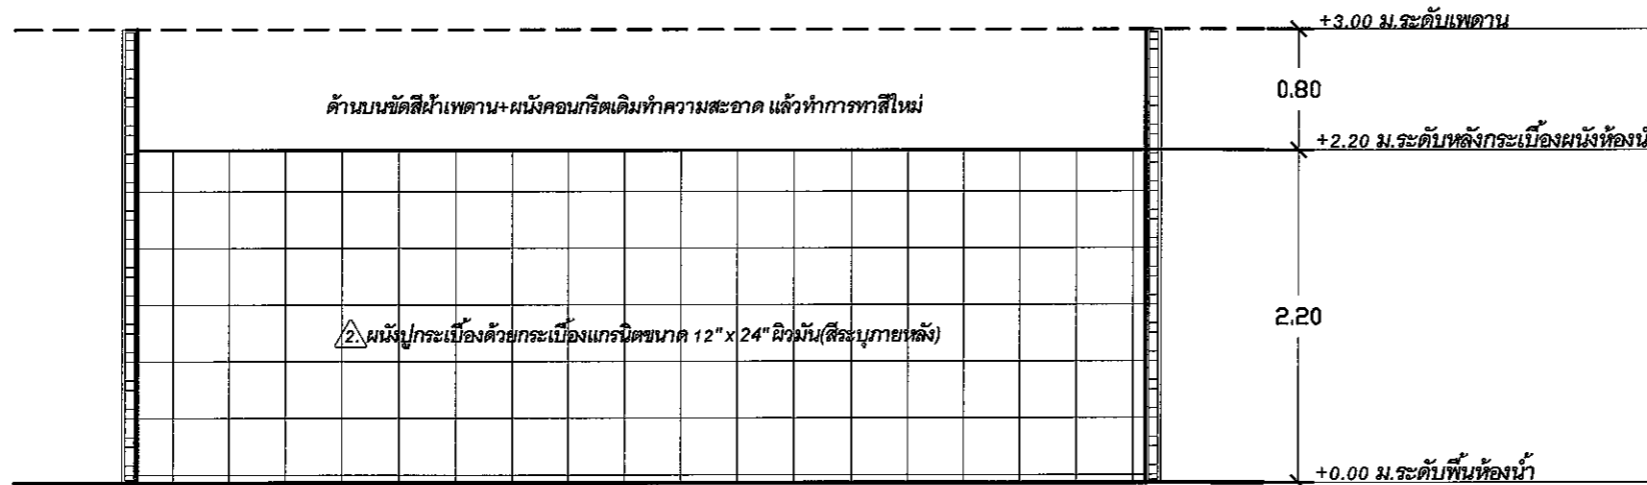 +3.00 ม.ระดับเพดาน
0.80
ด้านบนขัดสีฝ้าเพดาน+ผนังคอนกรีตเดิมทำความสะอาด แล้วทำการทาสีใหม่
+2.20 ม.ระดับหลังกระเบื้องผนังห้องน้
2.20
2. ผนังปูกระเบื้องด้วยกระเบื้องแกรนิตขนาด 12" x 24" ผิวมัน(สีระบุภายหลัง)
+0.00 ม.ระดับพื้นห้องน้ำ